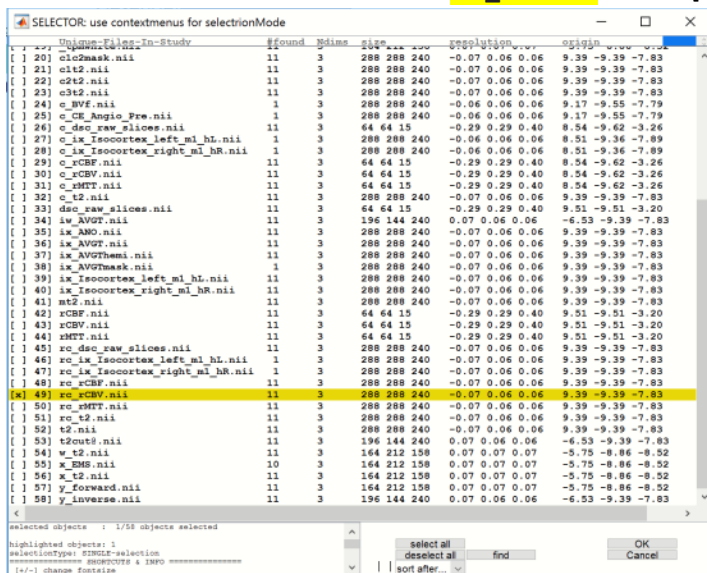 SELECTOR: use contextmenus for selectrionMode
Unique-Files-In-Study #found Ndims size resolution origin
[ ] 20) c1c2mask.nii 11 3 288 288 240 -0.07 0.06 0.06 9.39 -9.39 -7.83
[ ] 21) c1t2.nii 11 3 288 288 240 -0.07 0.06 0.06 9.39 -9.39 -7.83
[ ] 22) c2t2.nii 11 3 288 288 240 -0.07 0.06 0.06 9.39 -9.39 -7.83
[ ] 23) c3t2.nii 11 3 288 288 240 -0.07 0.06 0.06 9.39 -9.39 -7.83
[ ] 24) c_BVf.nii 1 3 288 288 240 -0.06 0.06 0.06 9.17 -9.55 -7.79
[ ] 25) c_CE_Angio_Pre.nii 1 3 288 288 240 -0.06 0.06 0.06 9.17 -9.55 -7.79
[ ] 26) c_dsc_raw_slices.nii 11 3 64 64 15 -0.29 0.29 0.40 8.54 -9.62 -3.26
[ ] 27) c_ix_Isocortex_left_m1_hL.nii 1 3 288 288 240 -0.06 0.06 0.06 8.51 -9.36 -7.89
[ ] 28) c_ix_Isocortex_right_m1_hR.nii 1 3 288 288 240 -0.06 0.06 0.06 8.51 -9.36 -7.89
[ ] 29) c_rCBF.nii 11 3 64 64 15 -0.29 0.29 0.40 8.54 -9.62 -3.26
[ ] 30) c_rCBV.nii 11 3 64 64 15 -0.29 0.29 0.40 8.54 -9.62 -3.26
[ ] 31) c_rMTT.nii 11 3 64 64 15 -0.29 0.29 0.40 8.54 -9.62 -3.26
[ ] 32) c_t2.nii 11 3 288 288 240 -0.07 0.06 0.06 9.39 -9.39 -7.83
[ ] 33) dsc_raw_slices.nii 11 3 64 64 15 -0.29 0.29 0.40 9.51 -9.51 -3.20
[ ] 34) iw_AVGT.nii 11 3 196 144 240 0.07 0.06 0.06 -6.53 -9.39 -7.83
[ ] 35) ix_ANO.nii 11 3 288 288 240 -0.07 0.06 0.06 9.39 -9.39 -7.83
[ ] 36) ix_AVGT.nii 11 3 288 288 240 -0.07 0.06 0.06 9.39 -9.39 -7.83
[ ] 37) ix_AVGThemi.nii 11 3 288 288 240 -0.07 0.06 0.06 9.39 -9.39 -7.83
[ ] 38) ix_AVGTmask.nii 11 3 288 288 240 -0.07 0.06 0.06 9.39 -9.39 -7.83
[ ] 39) ix_Isocortex_left_m1_hL.nii 11 3 288 288 240 -0.07 0.06 0.06 9.39 -9.39 -7.83
[ ] 40) ix_Isocortex_right_m1_hR.nii 11 3 288 288 240 -0.07 0.06 0.06 9.39 -9.39 -7.83
[ ] 41) mt2.nii 11 3 288 288 240 -0.07 0.06 0.06 9.39 -9.39 -7.83
[ ] 42) rCBF.nii 11 3 64 64 15 -0.29 0.29 0.40 9.51 -9.51 -3.20
[ ] 43) rCBV.nii 11 3 64 64 15 -0.29 0.29 0.40 9.51 -9.51 -3.20
[ ] 44) rMTT.nii 11 3 64 64 15 -0.29 0.29 0.40 9.51 -9.51 -3.20
[ ] 45) rc_dsc_raw_slices.nii 11 3 288 288 240 -0.07 0.06 0.06 9.39 -9.39 -7.83
[ ] 46) rc_ix_Isocortex_left_m1_hL.nii 1 3 288 288 240 -0.07 0.06 0.06 9.39 -9.39 -7.83
[ ] 47) rc_ix_Isocortex_right_m1_hR.nii 1 3 288 288 240 -0.07 0.06 0.06 9.39 -9.39 -7.83
[ ] 48) rc_rCBF.nii 11 3 288 288 240 -0.07 0.06 0.06 9.39 -9.39 -7.83
[x] 49) rc_rCBV.nii 11 3 288 288 240 -0.07 0.06 0.06 9.39 -9.39 -7.83
[ ] 50) rc_rMTT.nii 11 3 288 288 240 -0.07 0.06 0.06 9.39 -9.39 -7.83
[ ] 51) rc_t2.nii 11 3 288 288 240 -0.07 0.06 0.06 9.39 -9.39 -7.83
[ ] 52) t2.nii 11 3 288 288 240 -0.07 0.06 0.06 9.39 -9.39 -7.83
[ ] 53) t2cut@.nii 11 3 196 144 240 0.07 0.06 0.06 -6.53 -9.39 -7.83
[ ] 54) w_t2.nii 11 3 164 212 158 0.07 0.07 0.07 -5.75 -8.86 -8.52
[ ] 55) x_EMS.nii 10 3 164 212 158 0.07 0.07 0.07 -5.75 -8.86 -8.52
[ ] 56) x_t2.nii 11 3 164 212 158 0.07 0.07 0.07 -5.75 -8.86 -8.52
[ ] 57) y_forward.nii 11 3 164 212 158 0.07 0.07 0.07 -5.75 -8.86 -8.52
[ ] 58) y_inverse.nii 11 3 196 144 240 0.07 0.06 0.06 -6.53 -9.39 -7.83
selected objects : 1/58 objects selected
highlighted objects: 1
selectionType: SINGLE-selection
============== SHORTCUTS & INFO ==============
[+/-] change fontsize
select all
deselect all
find
sort after...
OK
Cancel